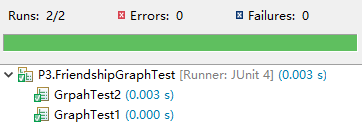 Runs: 2/2 Errors: 0 Failures: 0
P3.FriendshipGraphTest [Runner: JUnit 4] (0.003 s)
GrpahTest2 (0.003 s)
GraphTest1 (0.000 s)